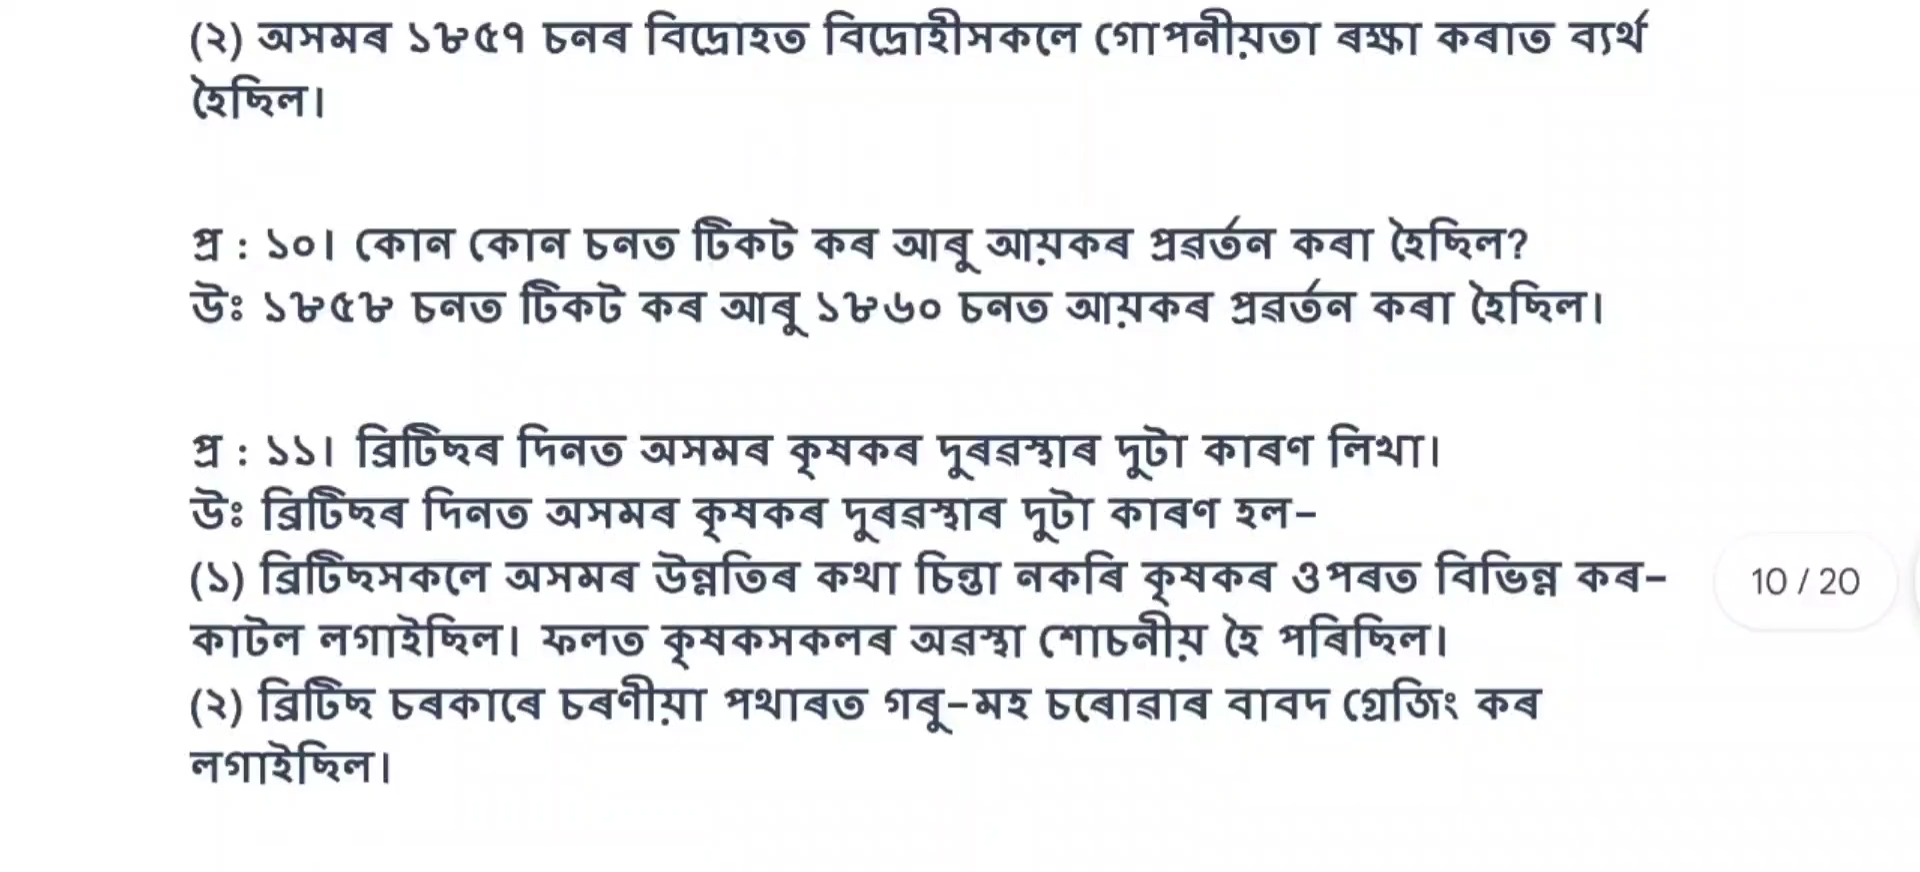 (২) অসমৰ ১৮৫৭ চনৰ বিদ্ৰোহত বিদ্ৰোহীসকলে গোপনীয়তা ৰক্ষা কৰাত ব্যৰ্থ
হৈছিল।
প্ৰ : ১০। কোন কোন চনত টিকট কৰ আৰু আয়কৰ প্ৰৱৰ্তন কৰা হৈছিল?
উঃ ১৮৫৮ চনত টিকট কৰ আৰু ১৮৬০ চনত আয়কৰ প্ৰৱৰ্তন কৰা হৈছিল।
প্ৰ : ১১। ব্ৰিটিছৰ দিনত অসমৰ কৃষকৰ দুৰৱস্থাৰ দুটা কাৰণ লিখা।
উঃ ব্ৰিটিছৰ দিনত অসমৰ কৃষকৰ দুৰৱস্থাৰ দুটা কাৰণ হল-
(১) ব্ৰিটিছসকলে অসমৰ উন্নতিৰ কথা চিন্তা নকৰি কৃষকৰ ওপৰত বিভিন্ন কৰ-
কাটল লগাইছিল। ফলত কৃষকসকলৰ অৱস্থা শোচনীয় হৈ পৰিছিল।
10 / 20
(২) ব্ৰিটিছ চৰকাৰে চৰণীয়া পথাৰত গৰু-মহ চৰোৱাৰ বাবদ গ্ৰেজিং কৰ
লগাইছিল।